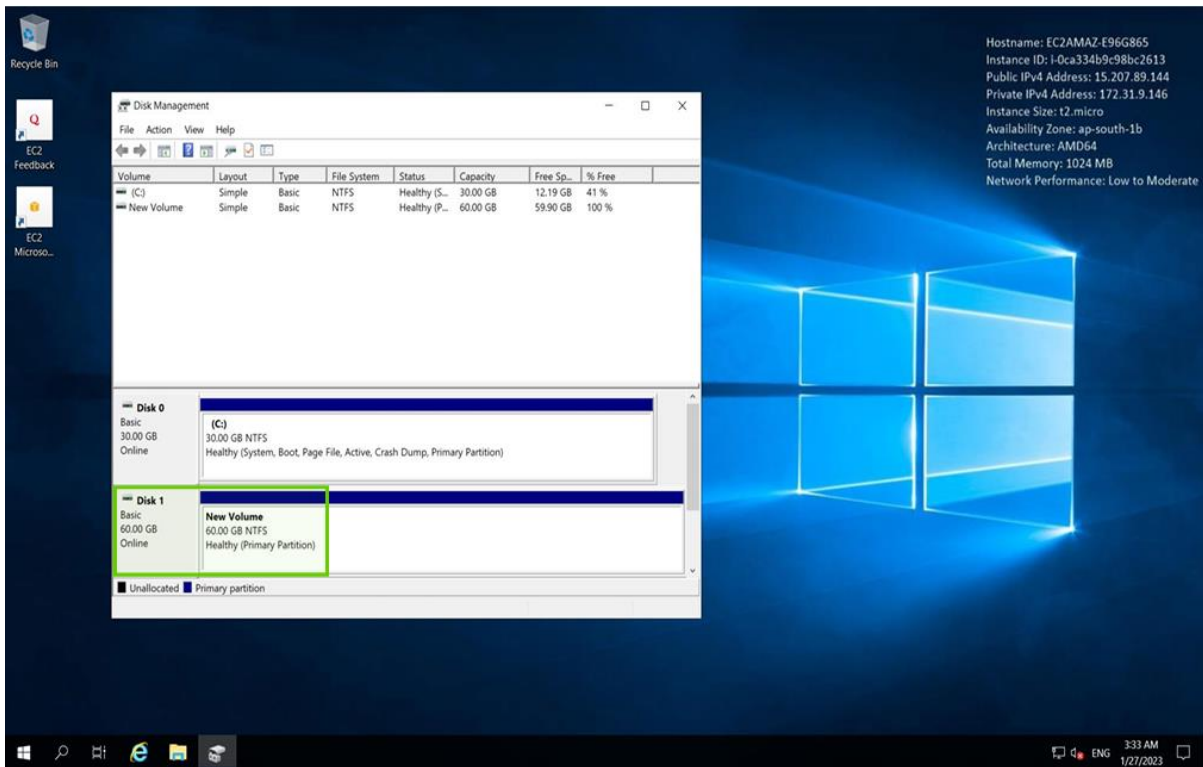 Recycle Bin
EC2
Feedback
EC2
Microso...
Hostname: EC2AMAZ-E96G865
Instance ID: i-0ca334b9c98bc2613
Public IPv4 Address: 15.207.89.144
Private IPv4 Address: 172.31.9.146
Instance Size: t2.micro
Availability Zone: ap-south-1b
Architecture: AMD64
Total Memory: 1024 MB
Network Performance: Low to Moderate
Disk Management
File Action View Help
Volume Layout Type File System Status Capacity Free Sp... % Free
(C:) Simple Basic NTFS Healthy (S... 30.00 GB 12.19 GB 41 %
New Volume Simple Basic NTFS Healthy (P... 60.00 GB 59.90 GB 100 %
Disk 0
Basic
30.00 GB
Online
(C:)
30.00 GB NTFS
Healthy (System, Boot, Page File, Active, Crash Dump, Primary Partition)
Disk 1
Basic
60.00 GB
Online
New Volume
60.00 GB NTFS
Healthy (Primary Partition)
Unallocated Primary partition
ENG
3:33 AM
1/27/2023